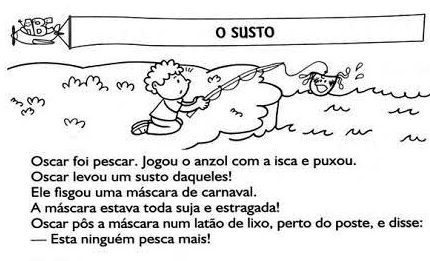 O SUSTO
Oscar foi pescar. Jogou o anzol com a isca e puxou.
Oscar levou um susto daqueles!
Ele fisgou uma máscara de carnaval.
A máscara estava toda suja e estragada!
Oscar pôs a máscara num latão de lixo, perto do poste, e disse:
— Esta ninguém pesca mais!